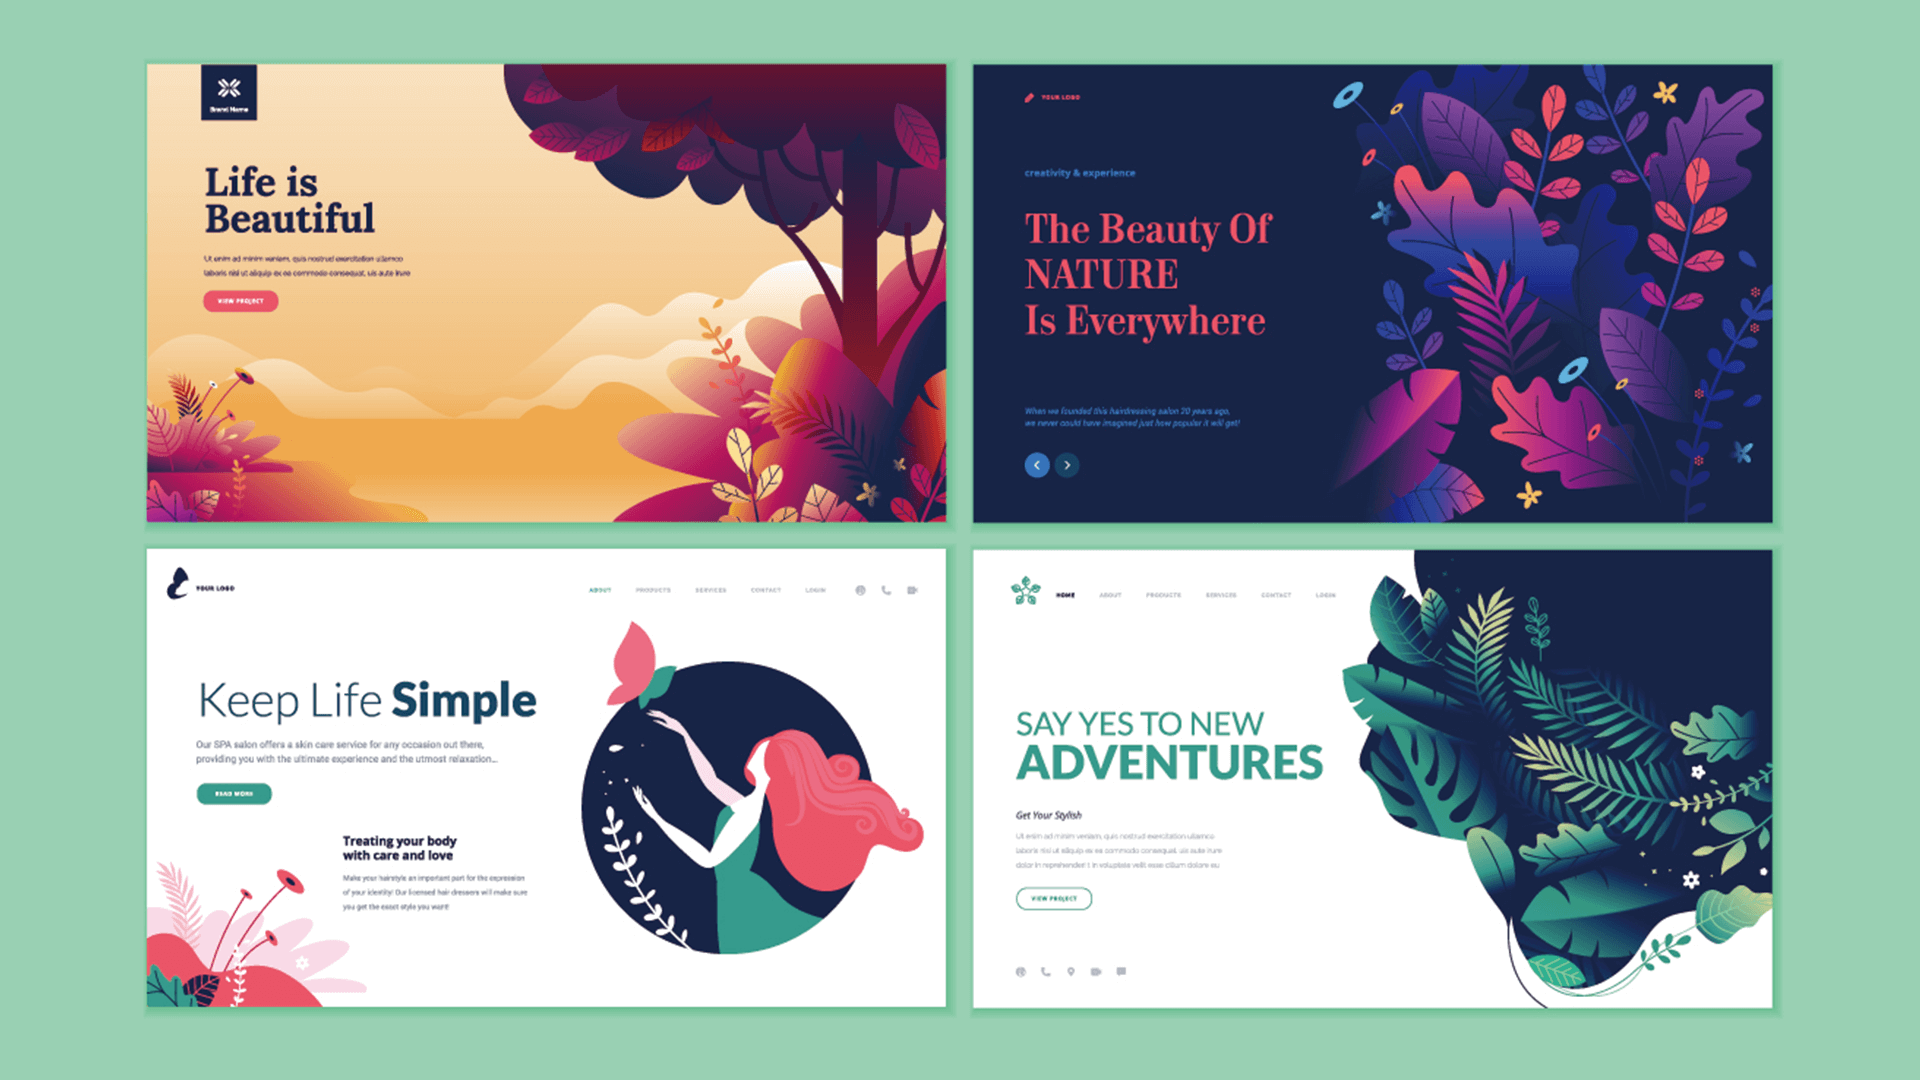 Brand Name
Life is
Beautiful
Ut enim ad minim veniam, quis nostrud exercitation ullamco
laboris nisi ut aliquip ex ea commodo consequat, uis aute irure
VIEW PROJECT
YOUR LOGO
creativity & experience
The Beauty Of
NATURE
Is Everywhere
When we founded this hairdressing salon 20 years ago,
we never could have imagined just how popular it will get!
YOUR LOGO
ABOUT PRODUCTS SERVICES CONTACT LOGIN
Keep Life Simple
Our SPA salon offers a skin care service for any occasion out there,
providing you with the ultimate experience and the utmost relaxation...
READ MORE
Treating your body
with care and love
Make your hairstyle an important part for the expression
of your identity! Our licensed hair dressers will make sure
you get the exact style you want!
HOME ABOUT PRODUCTS SERVICES CONTACT LOGIN
SAY YES TO NEW
ADVENTURES
Get Your Stylish
Ut enim ad minim veniam, quis nostrud exercitation ullamco
laboris nisi ut aliquip ex ea commodo consequat, uis aute irure
dolor in reprehenderit in voluptate velit esse cillum dolore eu
VIEW PROJECT